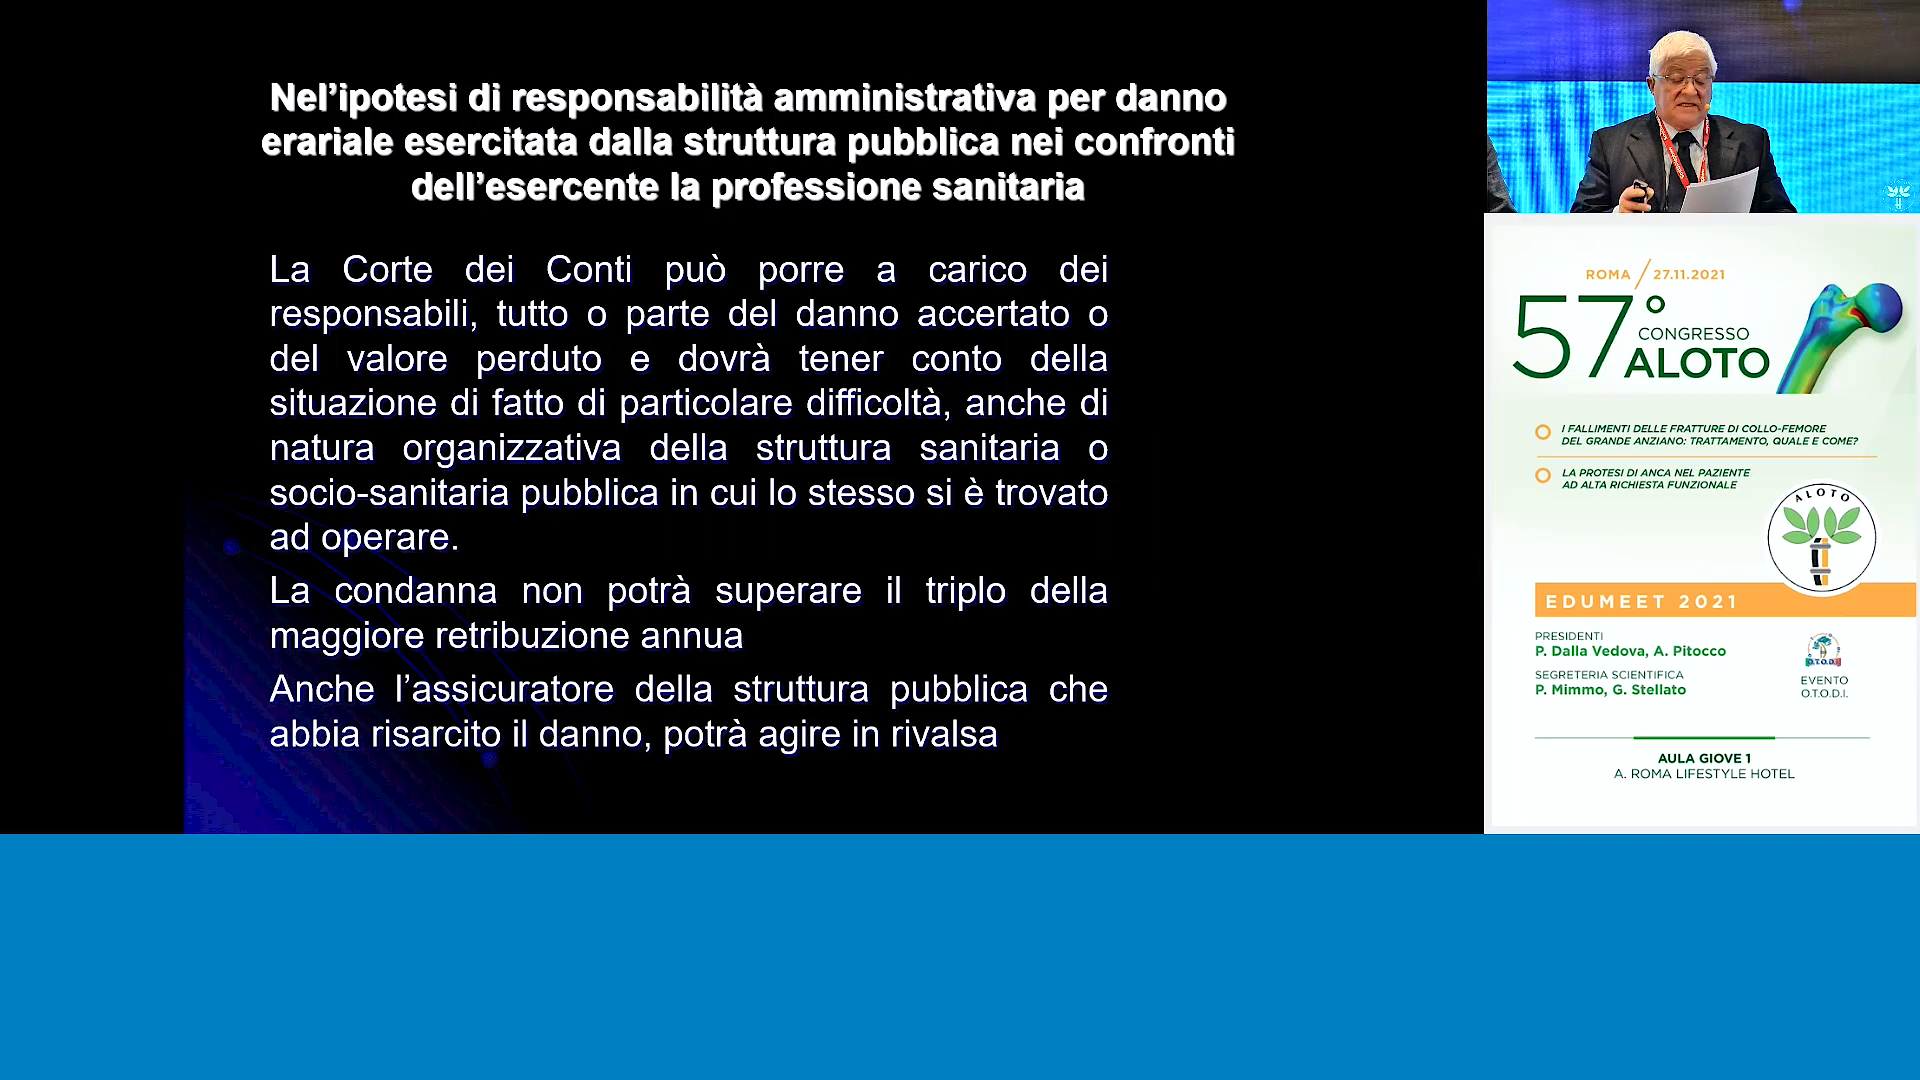 Nel’ipotesi di responsabilità amministrativa per danno
erariale esercitata dalla struttura pubblica nei confronti
dell’esercente la professione sanitaria
La Corte dei Conti può porre a carico dei
responsabili, tutto o parte del danno accertato o
del valore perduto e dovrà tener conto della
situazione di fatto di particolare difficoltà, anche di
natura organizzativa della struttura sanitaria o
socio-sanitaria pubblica in cui lo stesso si è trovato
ad operare.
La condanna non potrà superare il triplo della
maggiore retribuzione annua
Anche l’assicuratore della struttura pubblica che
abbia risarcito il danno, potrà agire in rivalsa
ROMA / 27.11.2021
57° CONGRESSO
ALOTO
I FALLIMENTI DELLE FRATTURE DI COLLO-FEMORE
DEL GRANDE ANZIANO: TRATTAMENTO, QUALE E COME?
LA PROTESI DI ANCA NEL PAZIENTE
AD ALTA RICHIESTA FUNZIONALE
ALOTO
EDUMEET 2021
PRESIDENTI
P. Dalla Vedova, A. Pitocco
SEGRETERIA SCIENTIFICA
P. Mimmo, G. Stellato
O.T.O.D.I.
EVENTO
O.T.O.D.I.
AULA GIOVE 1
A. ROMA LIFESTYLE HOTEL